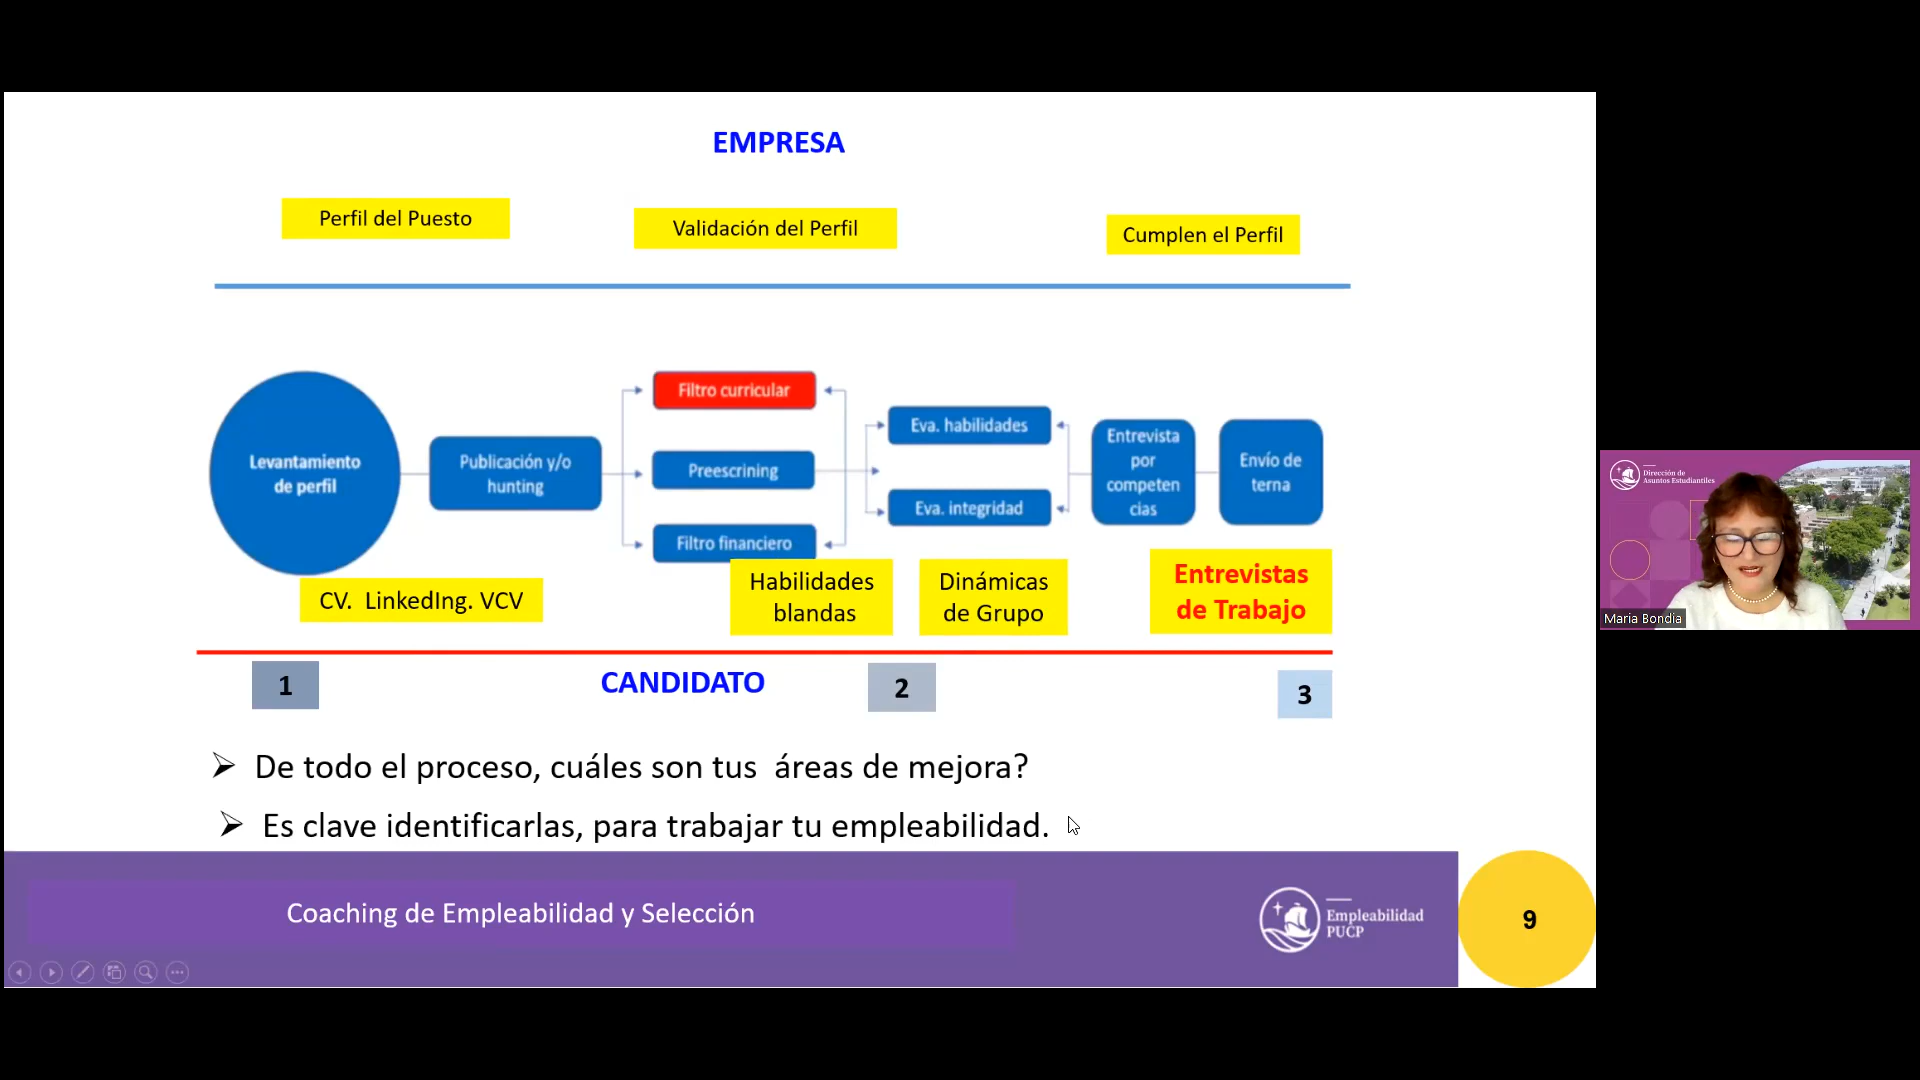 EMPRESA
Perfil del Puesto
Validación del Perfil
Cumplen el Perfil
Levantamiento
de perfil
Publicación y/o
hunting
Filtro curricular
Preescrining
Filtro financiero
Eva. habilidades
Eva. integridad
Entrevista
por
competen
cias
Envío de
terna
CV.  LinkedIng. VCV
Habilidades
blandas
Dinámicas
de Grupo
Entrevistas
de Trabajo
1
CANDIDATO
2
3
De todo el proceso, cuáles son tus  áreas de mejora?
Es clave identificarlas, para trabajar tu empleabilidad.
Coaching de Empleabilidad y Selección
Empleabilidad
PUCP
9
Dirección de
Asuntos Estudiantiles
Maria Bondia